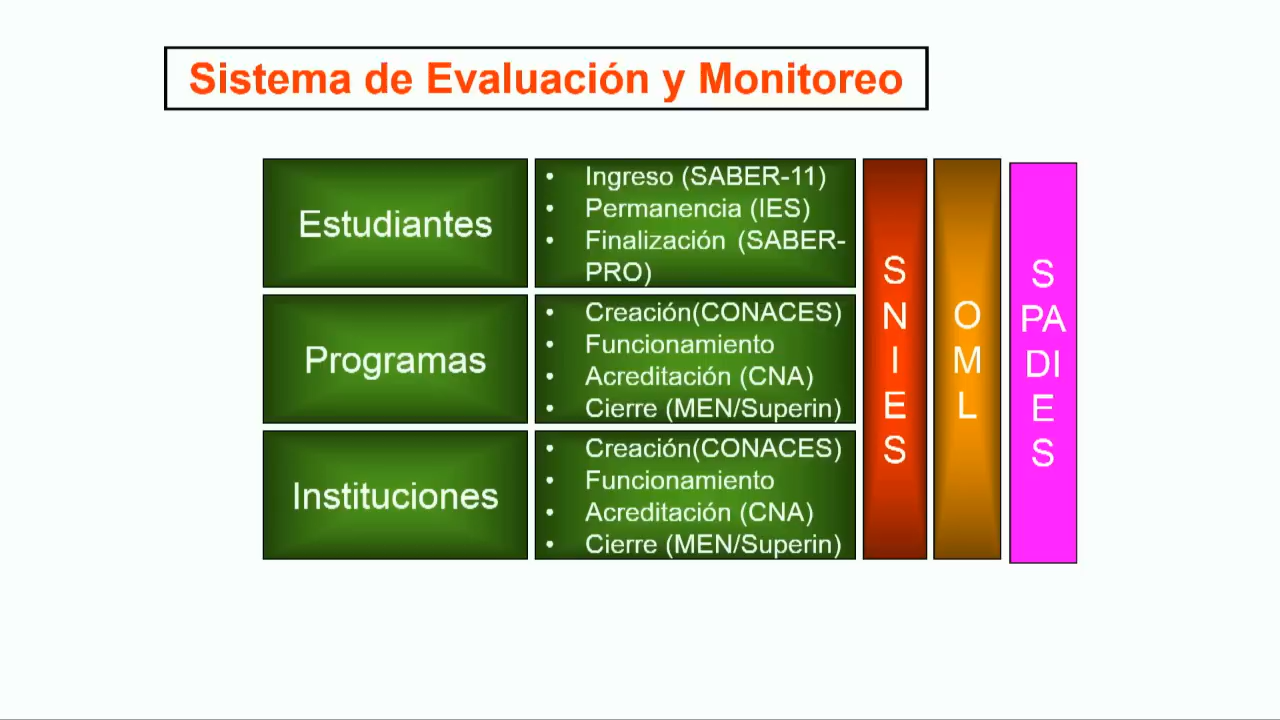 Sistema de Evaluación y Monitoreo
Estudiantes
• Ingreso (SABER-11)
• Permanencia (IES)
• Finalización (SABER-
PRO)
Programas
• Creación(CONACES)
• Funcionamiento
• Acreditación (CNA)
• Cierre (MEN/Superin)
Instituciones
• Creación(CONACES)
• Funcionamiento
• Acreditación (CNA)
• Cierre (MEN/Superin)
S
N
I
E
S
O
M
L
S
PA
DI
E
S